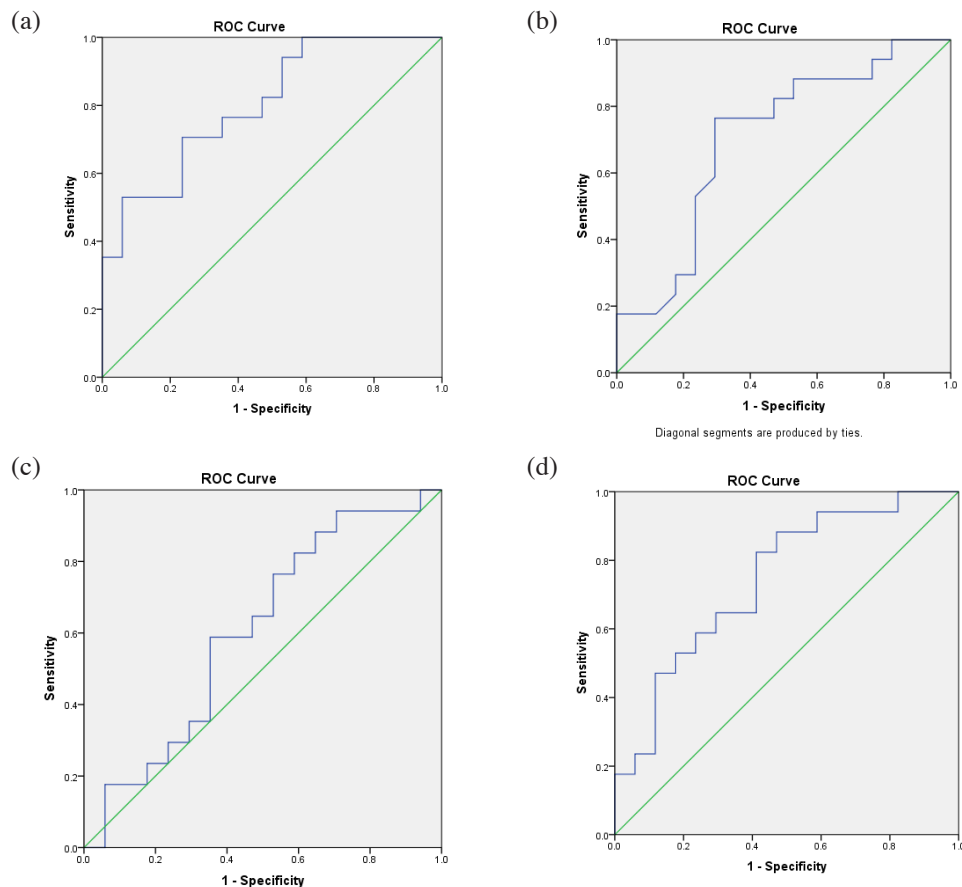 (a)
ROC Curve
Sensitivity
1.0
0.8
0.6
0.4
0.2
0.0
0.0 0.2 0.4 0.6 0.8 1.0
1 - Specificity
(b)
ROC Curve
Sensitivity
1.0
0.8
0.6
0.4
0.2
0.0
0.0 0.2 0.4 0.6 0.8 1.0
1 - Specificity
Diagonal segments are produced by ties.
(c)
ROC Curve
Sensitivity
1.0
0.8
0.6
0.4
0.2
0.0
0.0 0.2 0.4 0.6 0.8 1.0
1 - Specificity
(d)
ROC Curve
Sensitivity
1.0
0.8
0.6
0.4
0.2
0.0
0.0 0.2 0.4 0.6 0.8 1.0
1 - Specificity